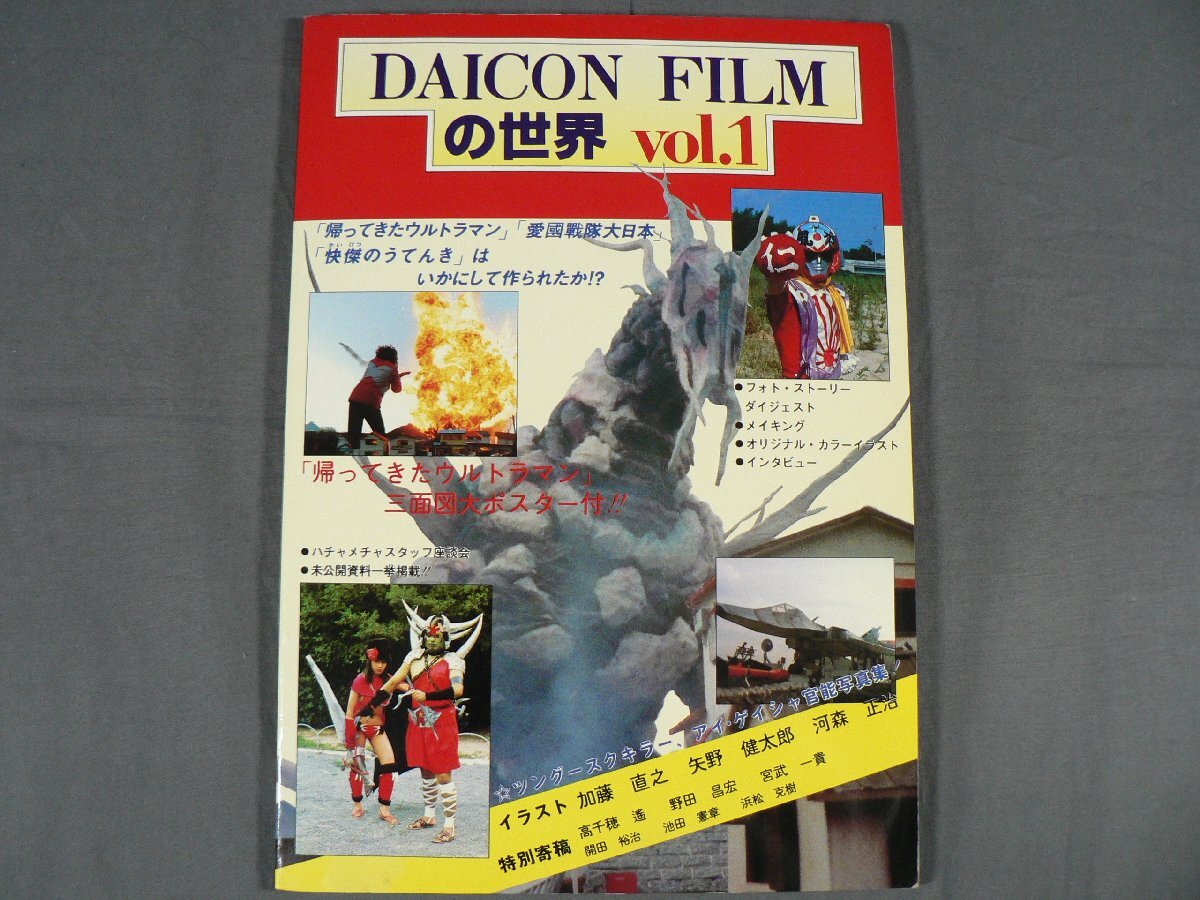 DAICON FILM
の世界 vol.1
「帰ってきたウルトラマン」「愛國戦隊大日本」
かい けつ
「快傑のうてんき」は
いかにして作られたか!?
仁
●フォト・ストーリー
ダイジェスト
●メイキング
●オリジナル・カラーイラスト
●インタビュー
「帰ってきたウルトラマン」
三面図大ポスター付!!
●ハチャメチャスタッフ座談会
●未公開資料一挙掲載!!
☆ツングースクキラー、アイ・ゲイシャ官能写真集!
イラスト 加藤 直之 矢野 健太郎 河森 正治
特別寄稿 高千穂 遙 野田 昌宏 宮武 一貴
開田 裕治 池田 憲章 浜松 克樹